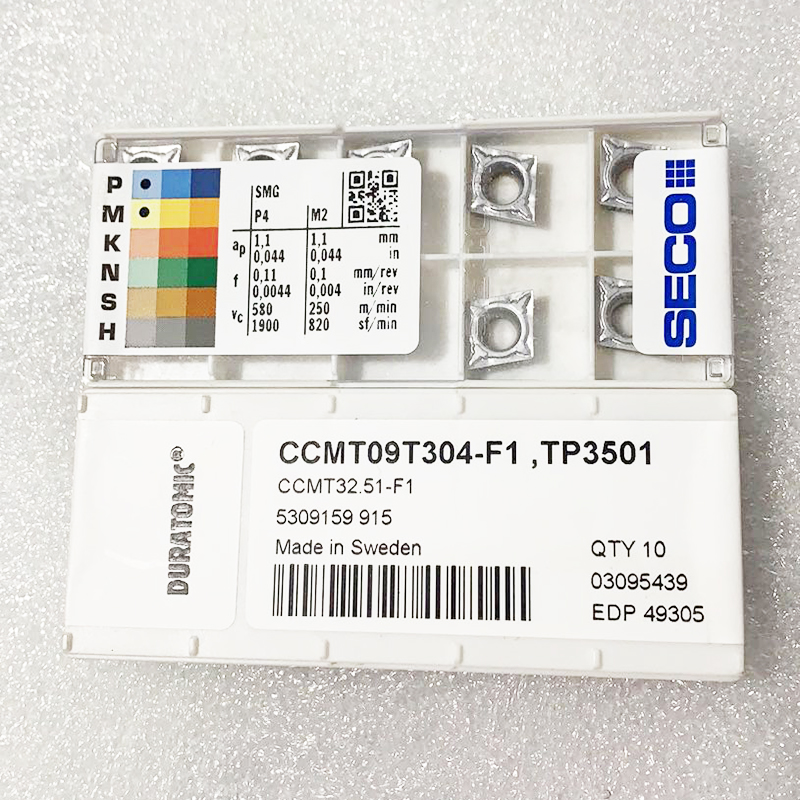 P
M
K
N
S
H
SMG
P4 M2
ap 1,1 1,1 mm
0,044 0,044 in
f 0,11 0,1 mm/rev
0,0044 0,004 in/rev
vc 580 250 m/min
1900 820 sf/min
SECO
DURATOMIC®
CCMT09T304-F1 ,TP3501
CCMT32.51-F1
5309159 915
Made in Sweden
QTY 10
03095439
EDP 49305